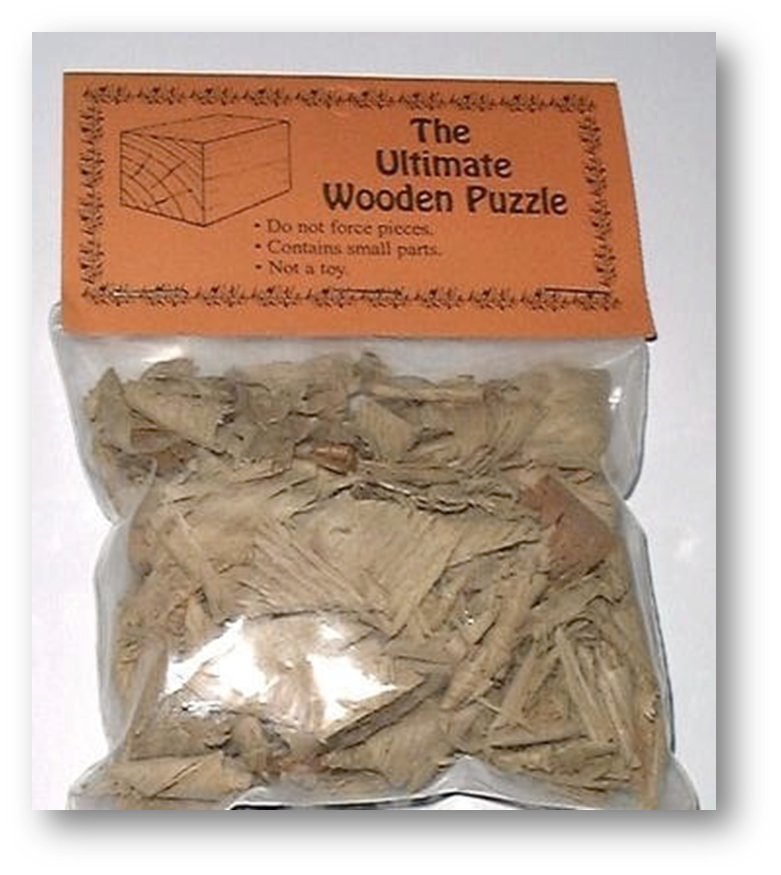 The
Ultimate
Wooden Puzzle
• Do not force pieces.
• Contains small parts.
• Not a toy.